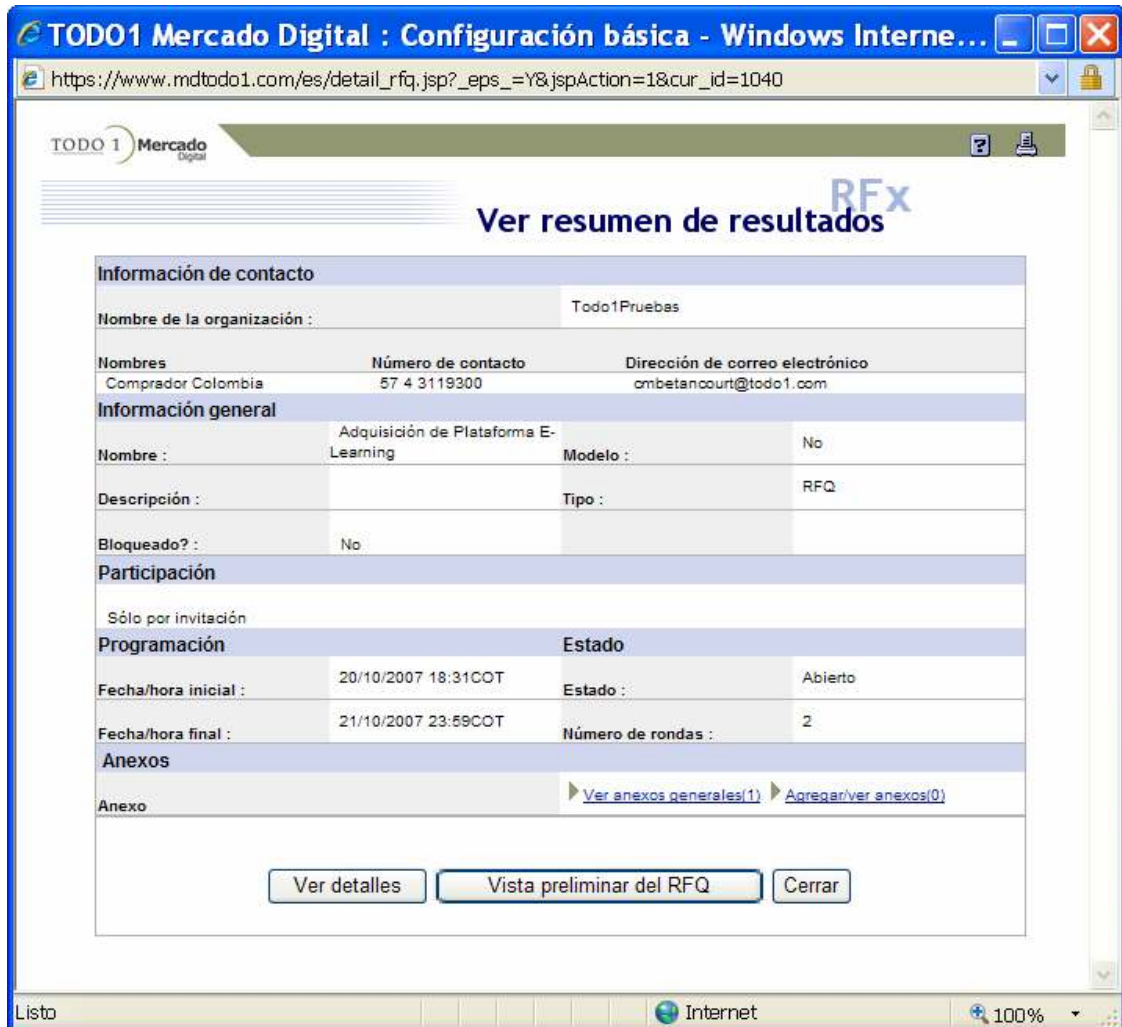 TODO1 Mercado Digital : Configuración básica - Windows Interne...
https://www.mdtodo1.com/es/detail_rfq.jsp?_eps_=Y&jspAction=1&cur_id=1040
TODO 1 Mercado
Digital
RFx
Ver resumen de resultados
Información de contacto
Nombre de la organización : Todo1Pruebas
Nombres Número de contacto Dirección de correo electrónico
Comprador Colombia 57 4 3119300 cmbetancourt@todo1.com
Información general
Nombre : Adquisición de Plataforma E-
Learning Modelo : No
Descripción : Tipo : RFQ
Bloqueado? : No
Participación
Sólo por invitación
Programación Estado
Fecha/hora inicial : 20/10/2007 18:31COT Estado : Abierto
Fecha/hora final : 21/10/2007 23:59COT Número de rondas : 2
Anexos
Anexo Ver anexos generales(1) Agregar/ver anexos(0)
Ver detalles Vista preliminar del RFQ Cerrar
Listo Internet 100%